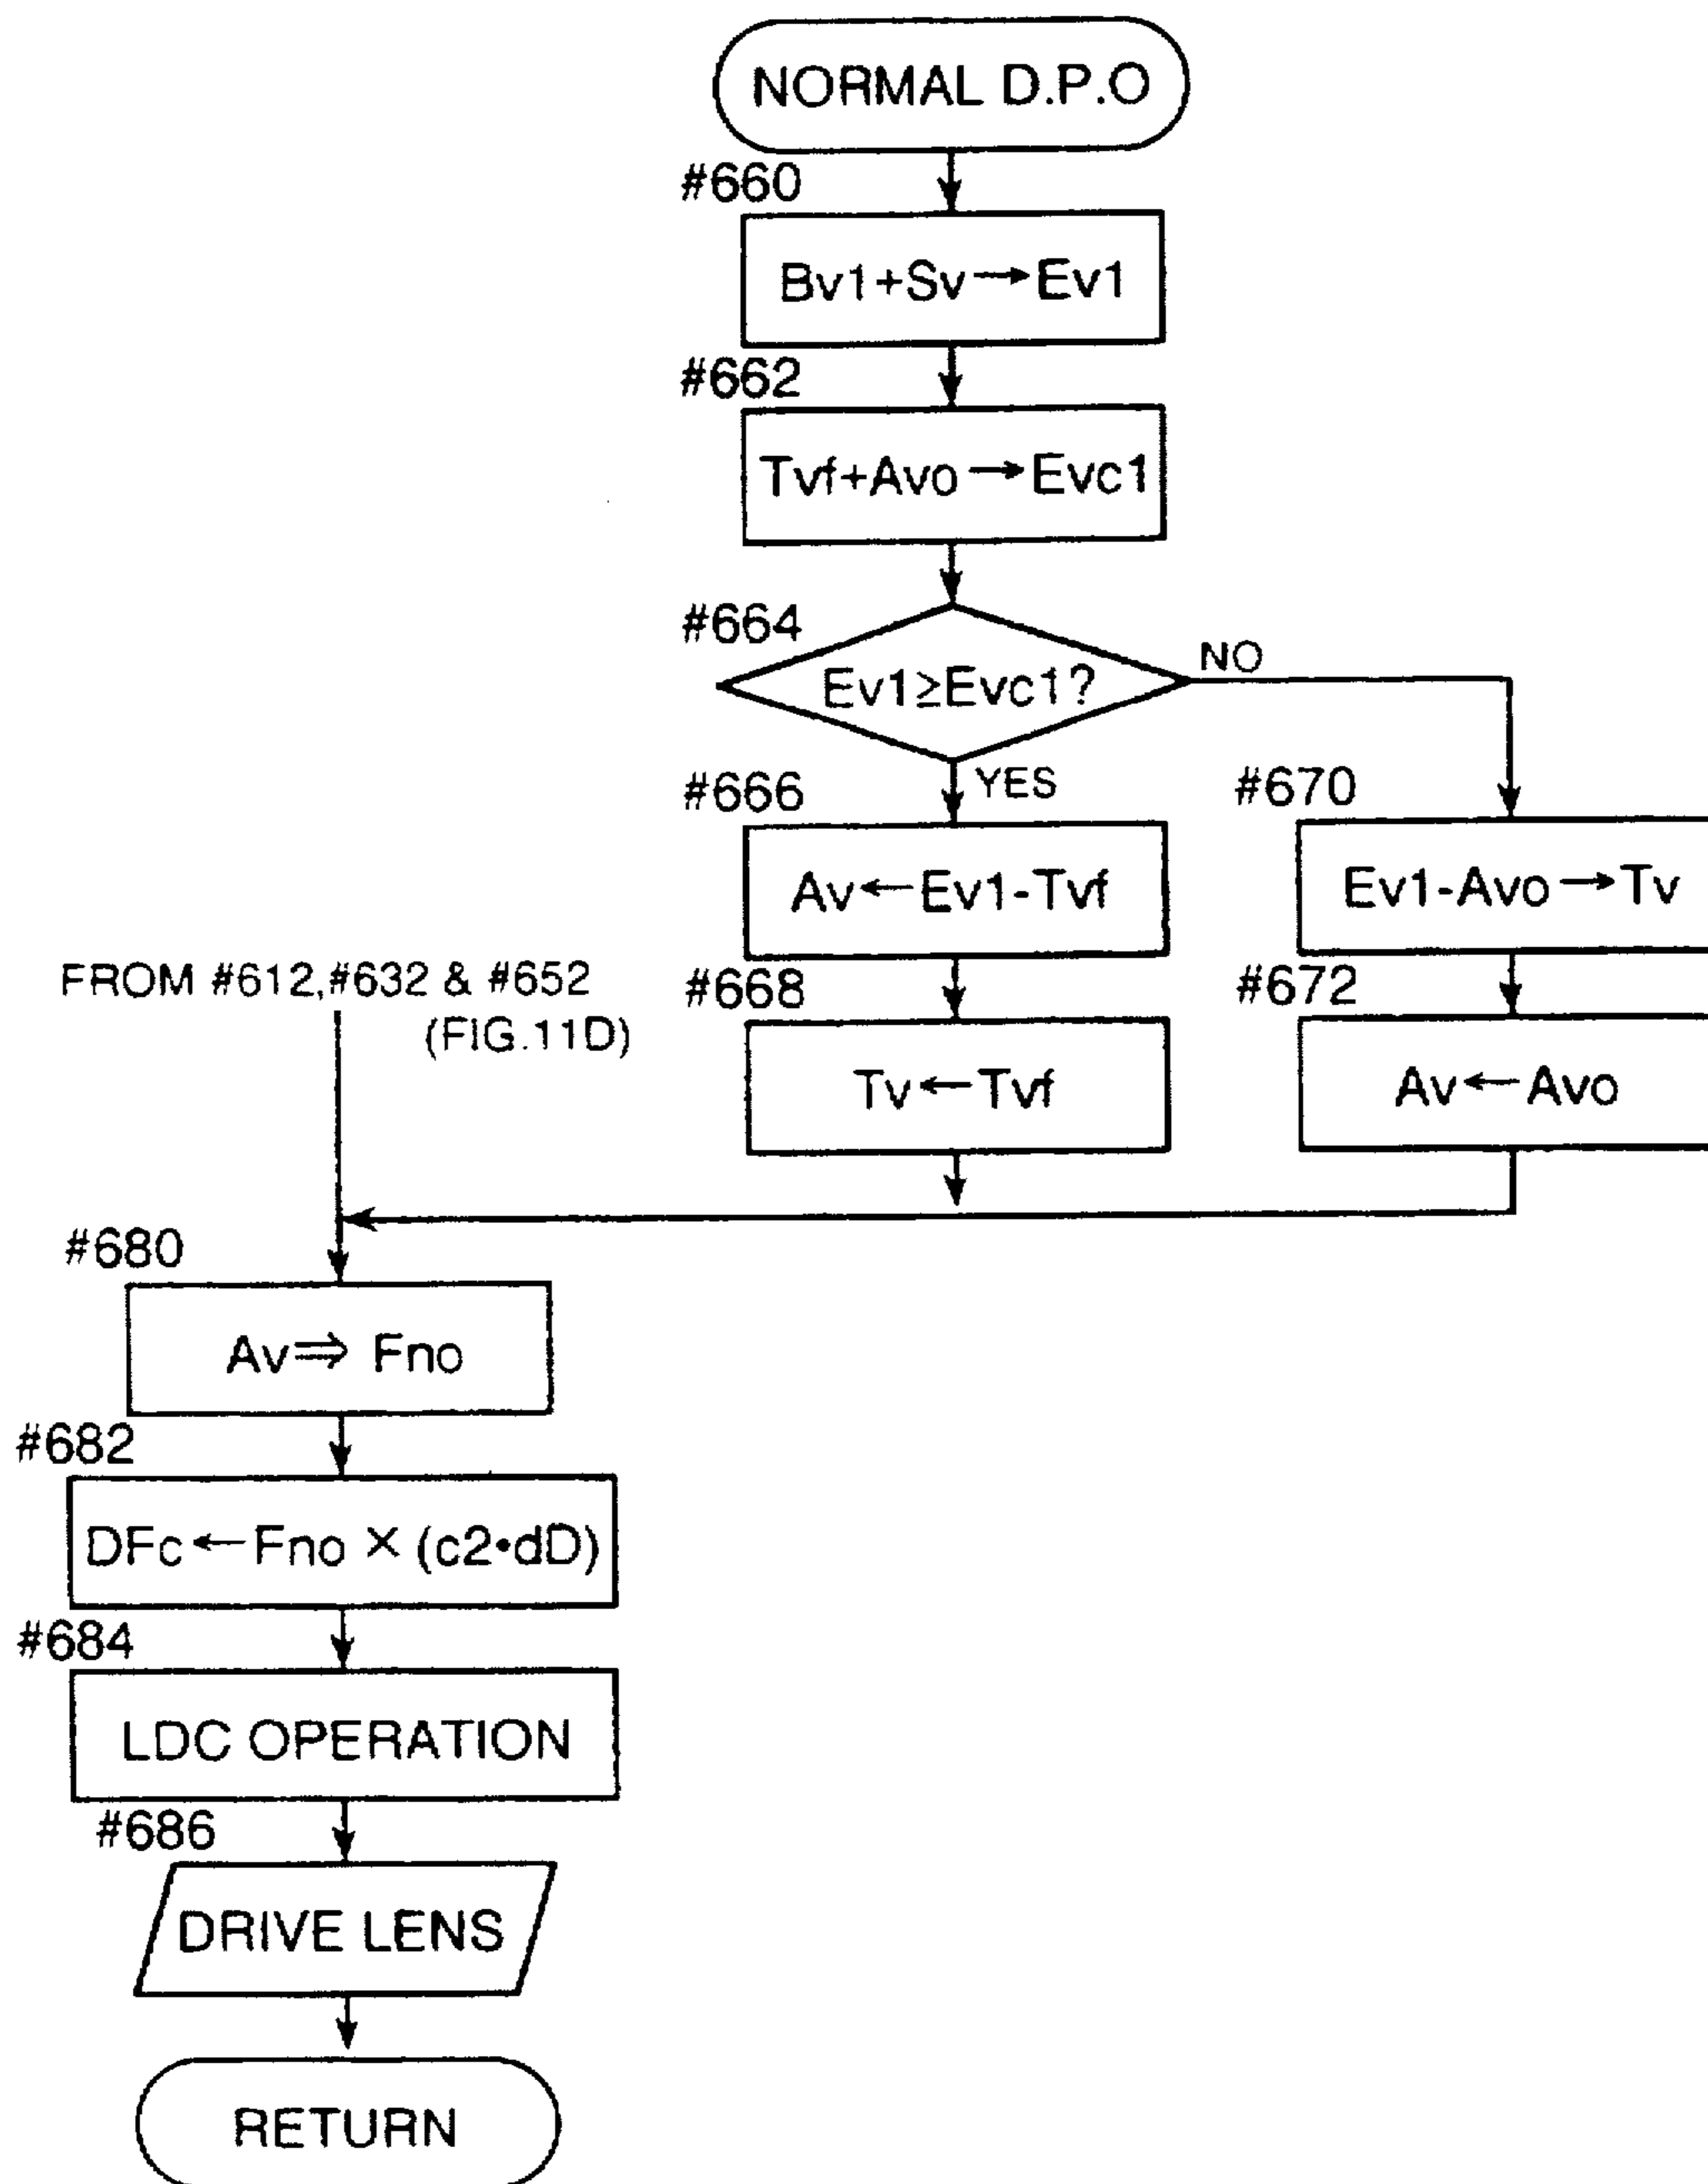 NORMAL D.P.O
#660
Bv1+Sv→Ev1
#662
Tvf+Avo→Evc1
#664
Ev1≧Evc1?
NO
YES
#666
Av←Ev1-Tvf
#670
Ev1-Avo→Tv
FROM #612,#632 & #652
(FIG.11D)
#668
Tv←Tvf
#672
Av←Avo
#680
Av⇒ Fno
#682
DFc←Fno × (c2•dD)
#684
LDC OPERATION
#686
DRIVE LENS
RETURN